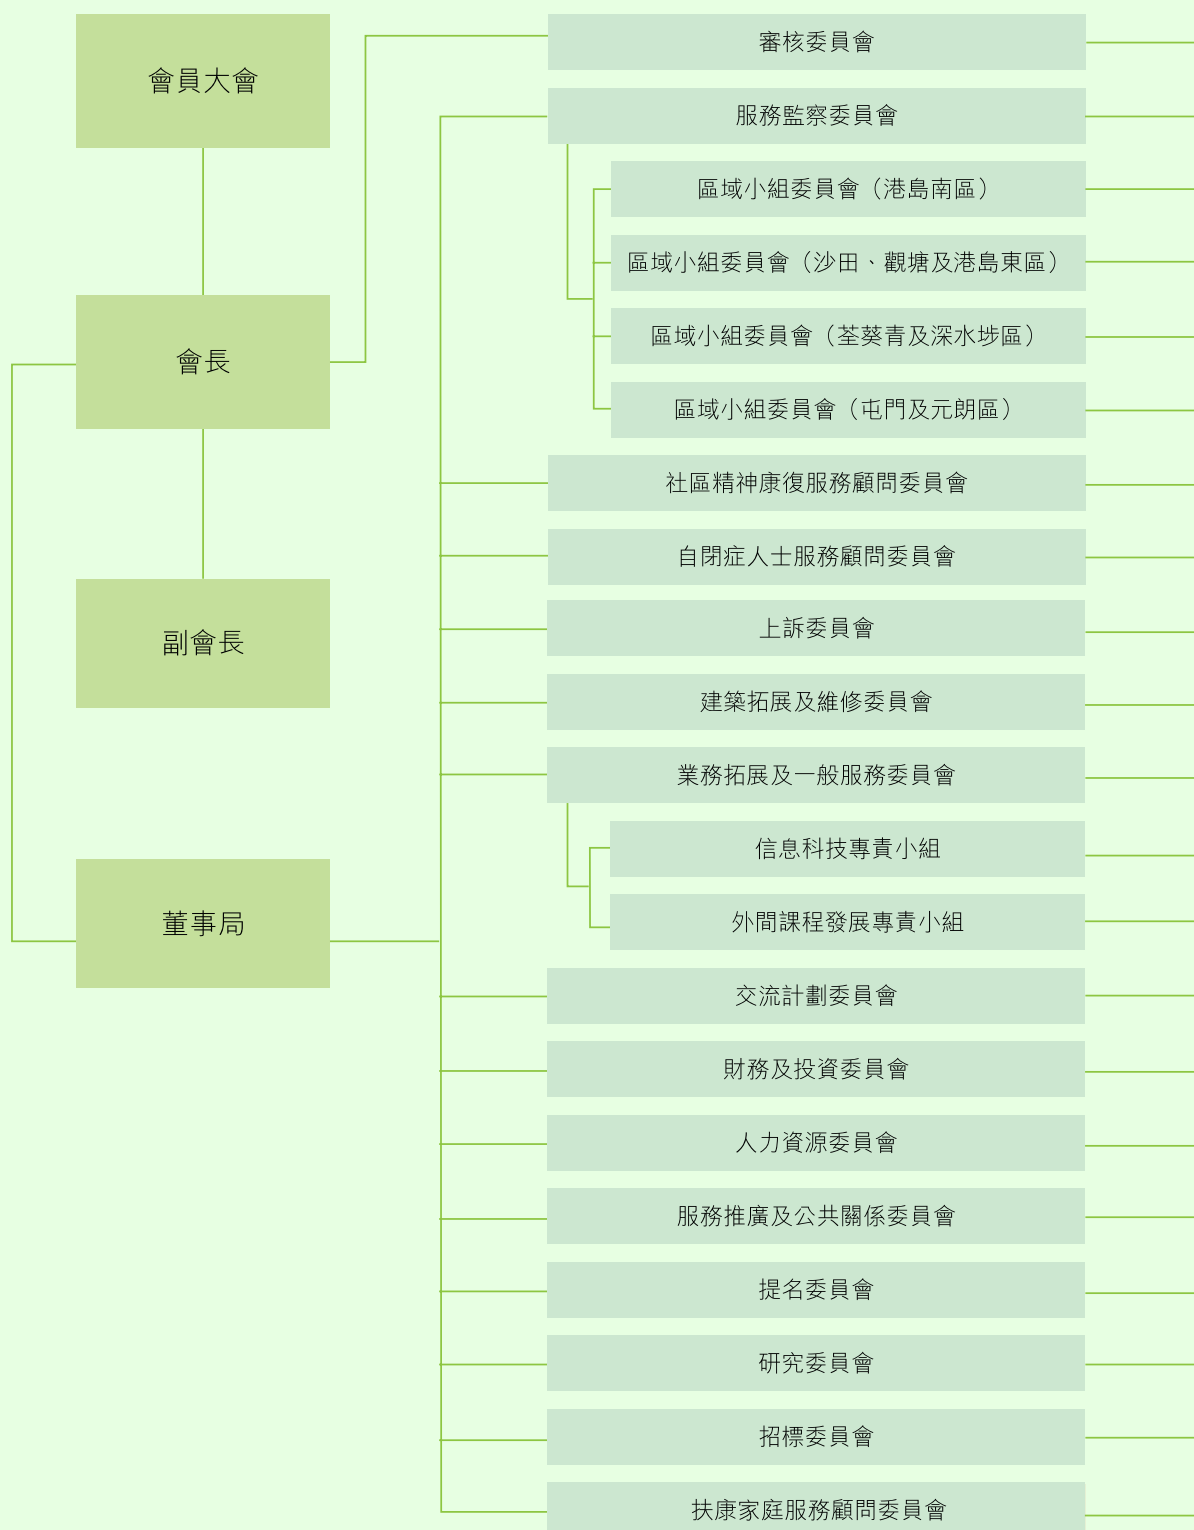 會員大會
會長
副會長
董事局
審核委員會
服務監察委員會
區域小組委員會（港島南區）
區域小組委員會（沙田、觀塘及港島東區）
區域小組委員會（荃葵青及深水埗區）
區域小組委員會（屯門及元朗區）
社區精神康復服務顧問委員會
自閉症人士服務顧問委員會
上訴委員會
建築拓展及維修委員會
業務拓展及一般服務委員會
信息科技專責小組
外間課程發展專責小組
交流計劃委員會
財務及投資委員會
人力資源委員會
服務推廣及公共關係委員會
提名委員會
研究委員會
招標委員會
扶康家庭服務顧問委員會